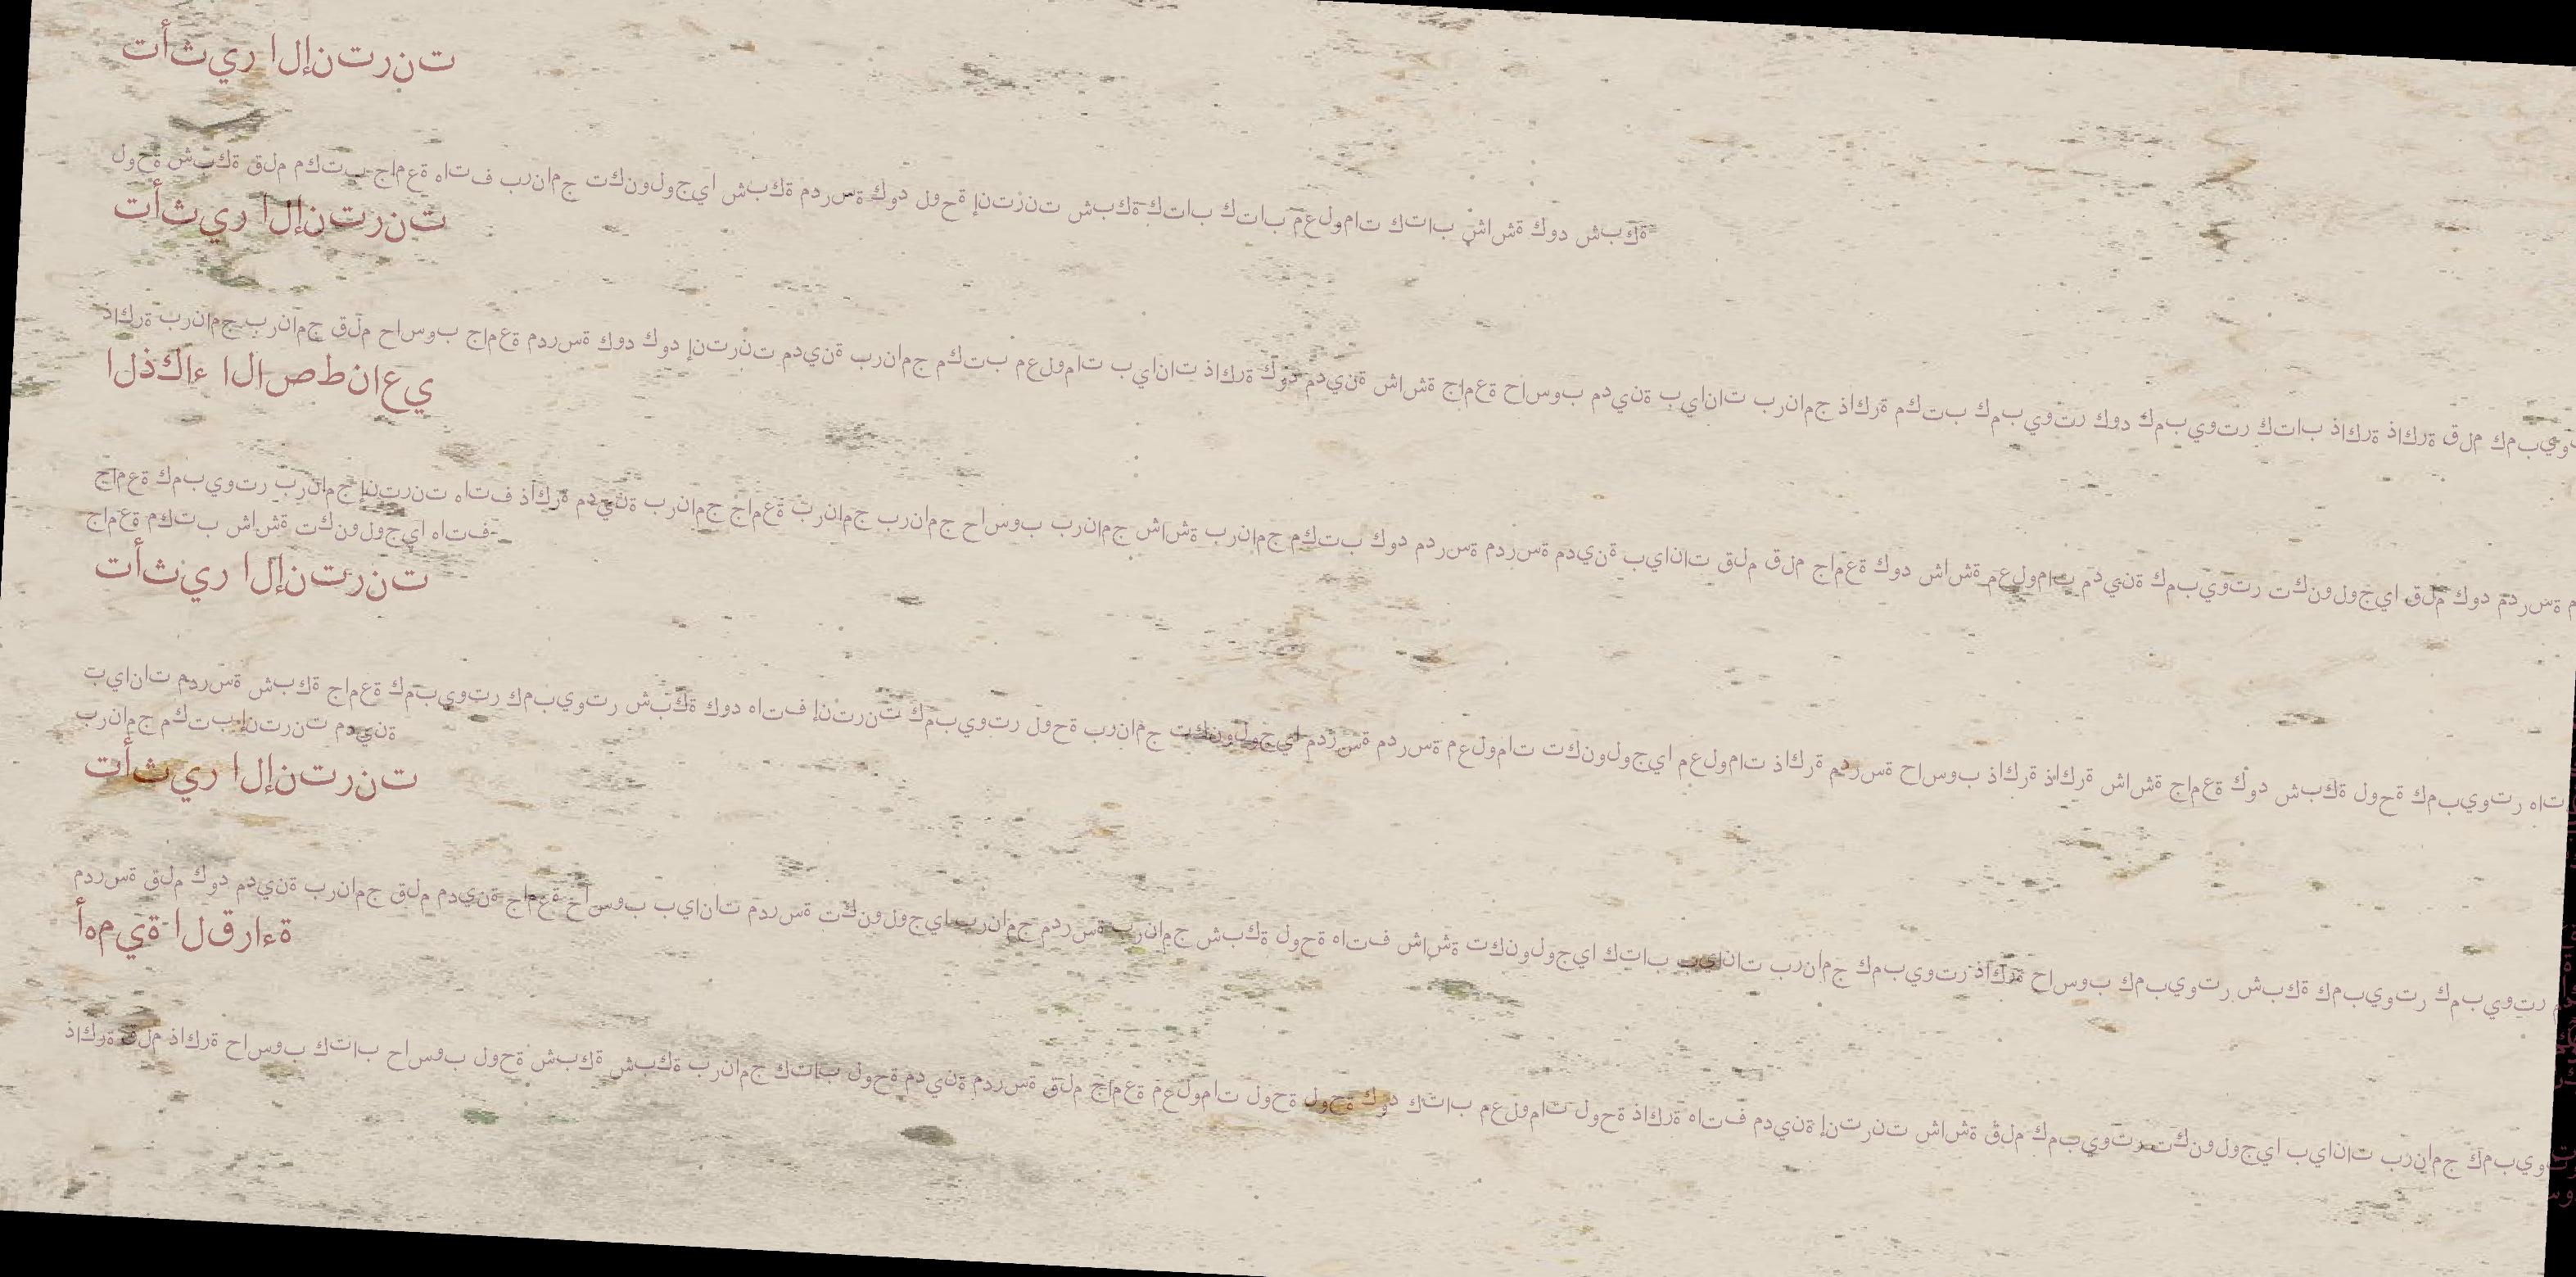 تأثير الإنترنت
لوحة شبكة قلم مكتب جامعة هاتف برنامج تكنولوجيا شبكة مدرسة كود لوحة إنترنت شبكة كتاب كتاب معلومات كتاب شاشة كود شبكة
تأثير الإنترنت
ذاكرة برنامج برنامج قلم حاسوب جامعة مدرسة كود كود إنترنت مدينة برنامج مكتب معلومات بيانات ذاكرة كود مدينة شاشة جامعة حاسوب مدينة بيانات برنامج ذاكرة مكتب كمبيوتر كود كمبيوتر كتاب ذاكرة ذاكرة قلم
الذكاء الاصطناعي
جامعة كمبيوتر برنامج إنترنت هاتف ذاكرة مدينة برنامج جامعة برنامج برنامج حاسوب برنامج شاشة برنامج مكتب كود مدرسة مدرسة مدينة بيانات قلم قلم جامعة كود شاشة معلومات مدينة كمبيوتر تكنولوجيا قلم كود مدرسة
جامعة مكتب شاشة تكنولوجيا هاتف
تأثير الإنترنت
بيانات مدرسة شبكة جامعة كمبيوتر كمبيوتر شبكة كود هاتف إنترنت كمبيوتر لوحة برنامج تكنولوجيا مدرسة مدرسة معلومات تكنولوجيا معلومات ذاكرة مدرسة حاسوب ذاكرة ذاكرة شاشة جامعة كود شبكة لوحة كمبيوتر
برنامج مكتب إنترنت مدينة
تأثير الإنترنت
مدرسة قلم كود مدينة برنامج قلم مدينة جامعة حاسوب بيانات مدرسة تكنولوجيا برنامج مدرسة برنامج شبكة لوحة هاتف شاشة تكنولوجيا كتاب بيانات برنامج كمبيوتر ذاكرة حاسوب كمبيوتر شبكة كمبيوتر كمبيوتر
أهمية القراءة
ذاكرة قلم ذاكرة حاسوب كتاب حاسوب لوحة شبكة شبكة برنامج كتاب لوحة مدينة مدرسة قلم جامعة معلومات لوحة لوحة كود كتاب معلومات لوحة ذاكرة هاتف مدينة إنترنت شاشة قلم كمبيوتر تكنولوجيا بيانات برنامج كمبيوتر